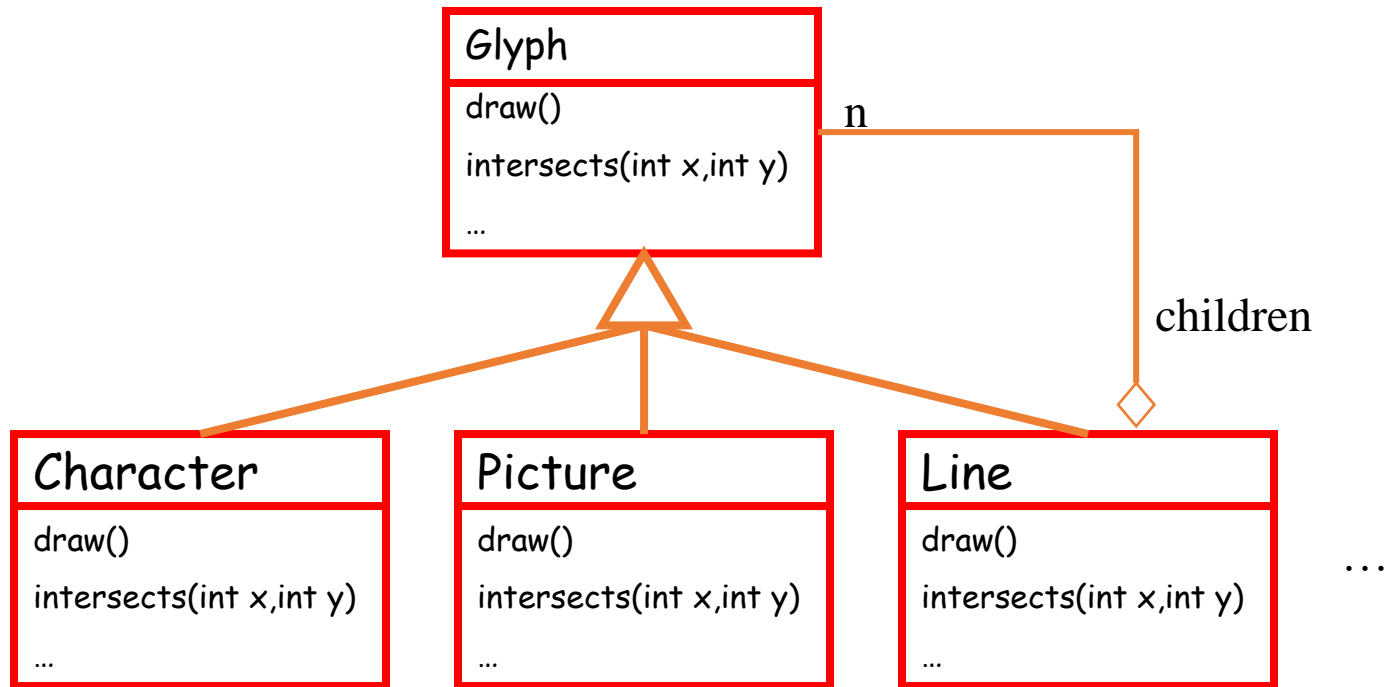 Glyph
draw()
intersects(int x,int y)
…
n
children
Character
draw()
intersects(int x,int y)
…
Picture
draw()
intersects(int x,int y)
…
Line
draw()
intersects(int x,int y)
…
…